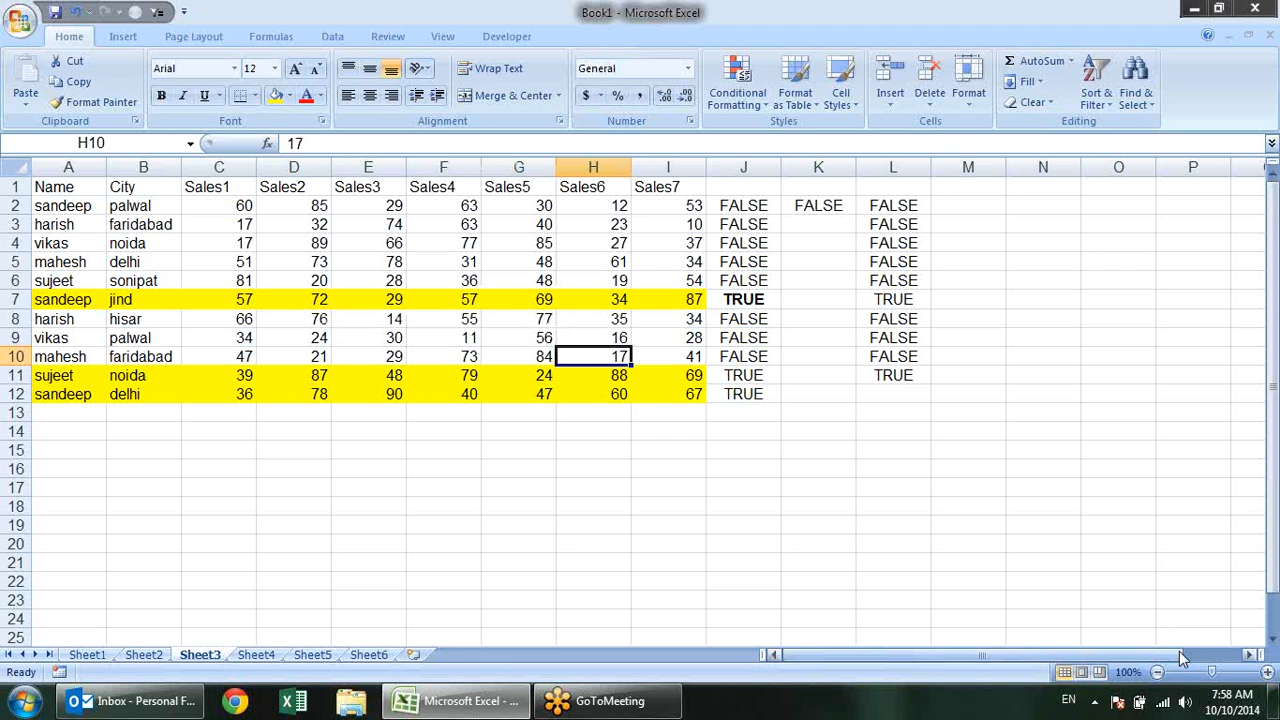 Book1 - Microsoft Excel
Home Insert Page Layout Formulas Data Review View Developer
Paste
Cut
Copy
Format Painter
Clipboard
Arial 12
B I U
Font
Wrap Text
Merge & Center
Alignment
General
$ % ,
Number
Conditional Formatting
Format as Table
Cell Styles
Styles
Insert Delete Format
Cells
Σ AutoSum
Fill
Clear
Sort & Filter
Find & Select
Editing
H10 fx 17
A B C D E F G H I J K L M N O P
1 Name City Sales1 Sales2 Sales3 Sales4 Sales5 Sales6 Sales7
2 sandeep palwal 60 85 29 63 30 12 53 FALSE FALSE FALSE
3 harish faridabad 17 32 74 63 40 23 10 FALSE FALSE
4 vikas noida 17 89 66 77 85 27 37 FALSE FALSE
5 mahesh delhi 51 73 78 31 48 61 34 FALSE FALSE
6 sujeet sonipat 81 20 28 36 48 19 54 FALSE FALSE
7 sandeep jind 57 72 29 57 69 34 87 TRUE TRUE
8 harish hisar 66 76 14 55 77 35 34 FALSE FALSE
9 vikas palwal 34 24 30 11 56 16 28 FALSE FALSE
10 mahesh faridabad 47 21 29 73 84 17 41 FALSE FALSE
11 sujeet noida 39 87 48 79 24 88 69 TRUE TRUE
12 sandeep delhi 36 78 90 40 47 60 67 TRUE
13
14
15
16
17
18
19
20
21
22
23
24
25
Sheet1 Sheet2 Sheet3 Sheet4 Sheet5 Sheet6
Ready 100%
Inbox - Personal F... Microsoft Excel - ... GoToMeeting EN 7:58 AM
10/10/2014